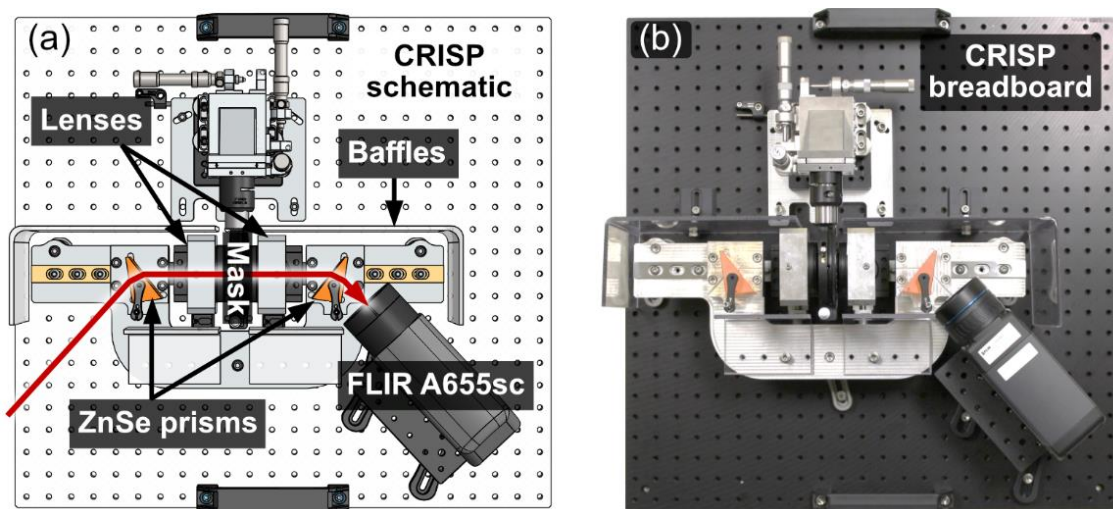 (a)
CRISP
schematic
Lenses
Baffles
Mask
FLIR A655sc
ZnSe prisms
(b)
CRISP
breadboard